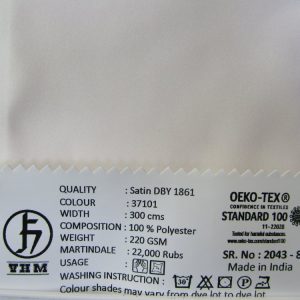 QUALITY : Satin DBY 1861
COLOUR : 37101
WIDTH : 300 cms
COMPOSITION : 100 % Polyester
WEIGHT : 220 GSM
MARTINDALE : 22,000 Rubs
USAGE :
WASHING INSTRUCTION :
Colour shades may vary from dye lot to dye lot
VHM
OEKO-TEX®
CONFIDENCE IN TEXTILES
STANDARD 100
Tested for harmful substances
www.oeko-tex.com/standard100
SR. No : 2043 - 8
Made in India